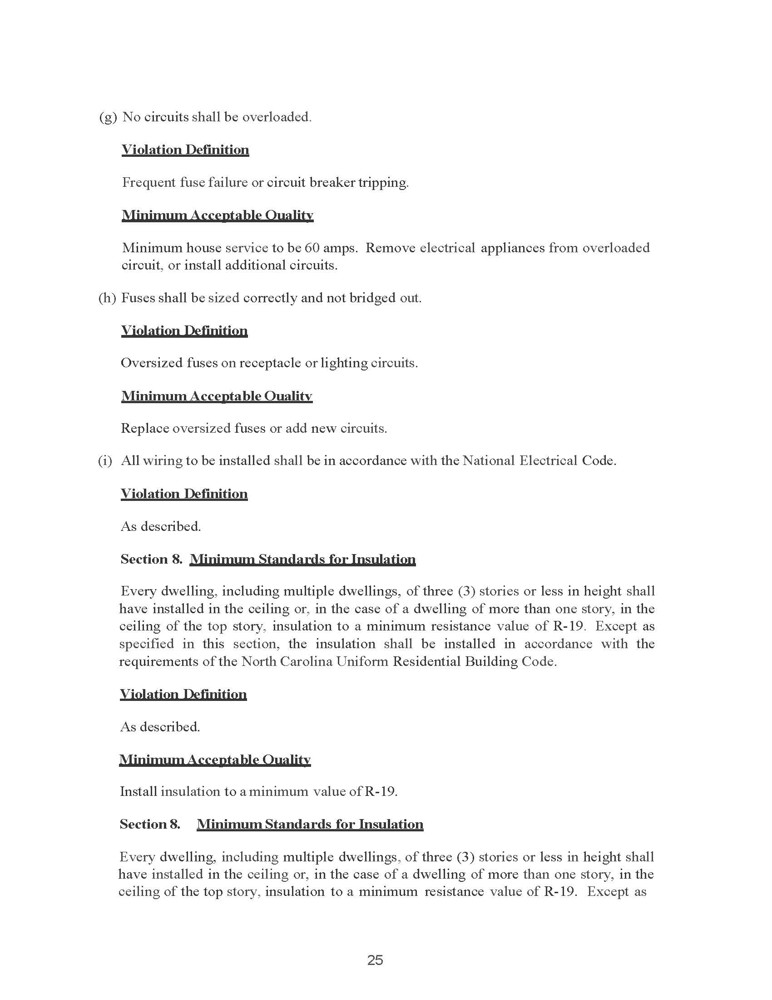 (g) No circuits shall be overloaded.
Violation Definition
Frequent fuse failure or circuit breaker tripping.
Minimum Acceptable Quality
Minimum house service to be 60 amps. Remove electrical appliances from overloaded
circuit, or install additional circuits.
(h) Fuses shall be sized correctly and not bridged out.
Violation Definition
Oversized fuses on receptacle or lighting circuits.
Minimum Acceptable Quality
Replace oversized fuses or add new circuits.
(i) All wiring to be installed shall be in accordance with the National Electrical Code.
Violation Definition
As described.
Section 8. Minimum Standards for Insulation
Every dwelling, including multiple dwellings, of three (3) stories or less in height shall
have installed in the ceiling or, in the case of a dwelling of more than one story, in the
ceiling of the top story, insulation to a minimum resistance value of R-19. Except as
specified in this section, the insulation shall be installed in accordance with the
requirements of the North Carolina Uniform Residential Building Code.
Violation Definition
As described.
Minimum Acceptable Quality
Install insulation to a minimum value of R-19.
Section 8. Minimum Standards for Insulation
Every dwelling, including multiple dwellings, of three (3) stories or less in height shall
have installed in the ceiling or, in the case of a dwelling of more than one story, in the
ceiling of the top story, insulation to a minimum resistance value of R-19. Except as
25